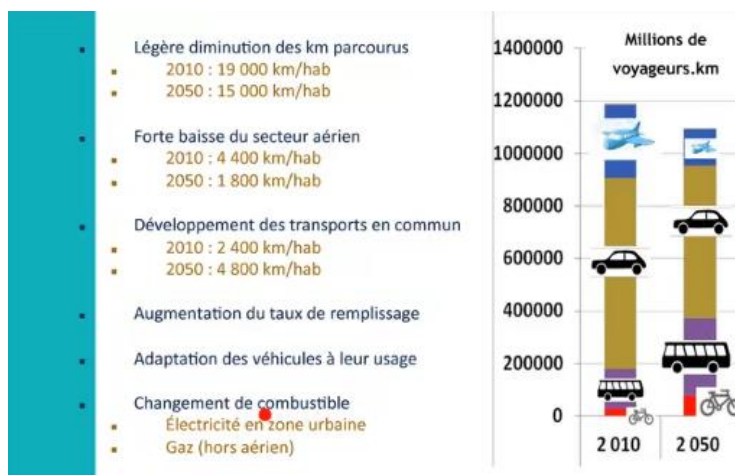 Légère diminution des km parcourus
2010 : 19 000 km/hab
2050 : 15 000 km/hab
Forte baisse du secteur aérien
2010 : 4 400 km/hab
2050 : 1 800 km/hab
Développement des transports en commun
2010 : 2 400 km/hab
2050 : 4 800 km/hab
Augmentation du taux de remplissage
Adaptation des véhicules à leur usage
Changement de combustible
Électricité en zone urbaine
Gaz (hors aérien)
Millions de
voyageurs.km
1400000
1200000
1000000
800000
600000
400000
200000
0
2 010 2 050